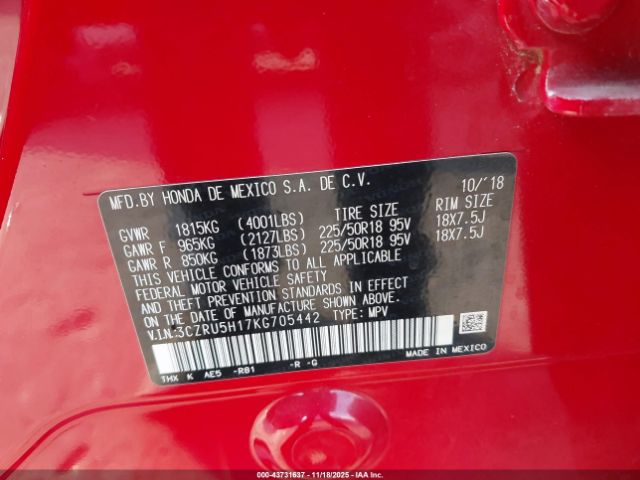 MFD.BY HONDA DE MEXICO S.A. DE C.V. 10/'18
TIRE SIZE RIM SIZE
GVWR 1815KG (4001LBS)
GAWR F 965KG (2127LBS) 225/50R18 95V 18X7.5J
GAWR R 850KG (1873LBS) 225/50R18 95V 18X7.5J
THIS VEHICLE CONFORMS TO ALL APPLICABLE
FEDERAL MOTOR VEHICLE SAFETY
AND THEFT PREVENTION STANDARDS IN EFFECT
ON THE DATE OF MANUFACTURE SHOWN ABOVE.
V.I.N.:3CZRU5H17KG705442 TYPE: MPV
THX K AE5 -R81 -R -G
MADE IN MEXICO
000-43731637 - 11/18/2025 - IAAI.com